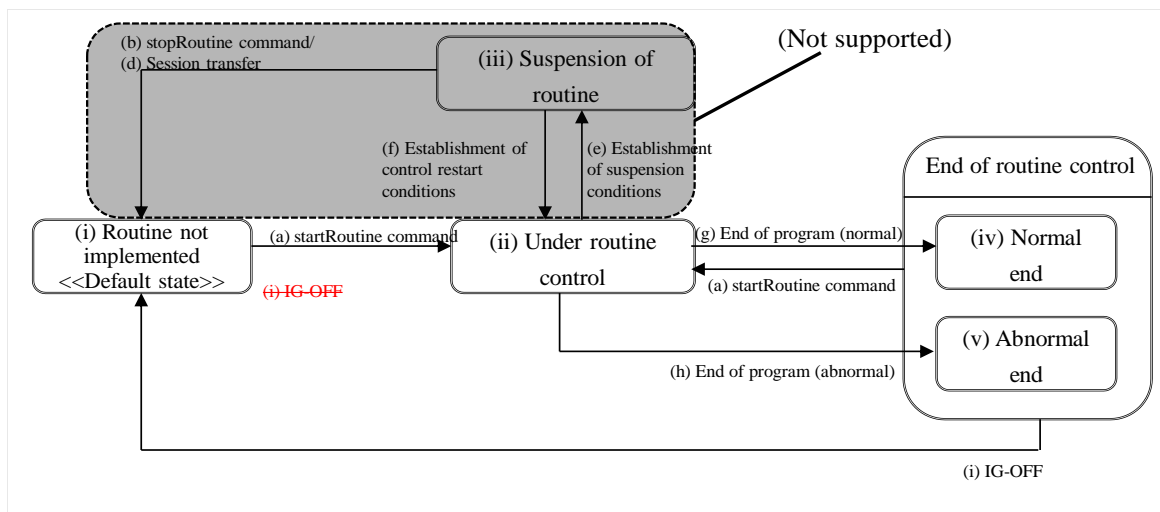 (b) stopRoutine command/
(d) Session transfer
(Not supported)
(iii) Suspension of
routine
(f) Establishment of
control restart
conditions
(e) Establishment
of suspension
conditions
End of routine control
(i) Routine not
implemented
<<Default state>>
(a) startRoutine command
(i) IG-OFF
(ii) Under routine
control
(g) End of program (normal)
(a) startRoutine command
(iv) Normal
end
(h) End of program (abnormal)
(v) Abnormal
end
(i) IG-OFF